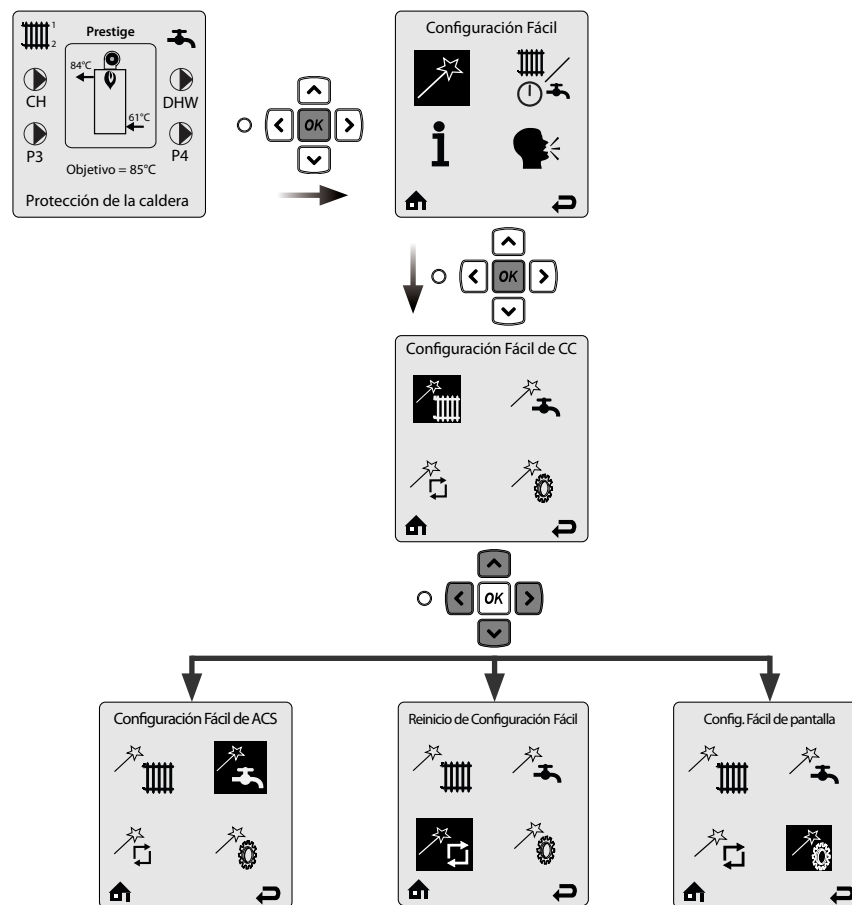 1
2
Prestige
84°C
61°C
CH
DHW
P3
P4
Objetivo = 85°C
Protección de la caldera
OK
Configuración Fácil
i
OK
Configuración Fácil de CC
OK
Configuración Fácil de ACS
Reinicio de Configuración Fácil
Config. Fácil de pantalla